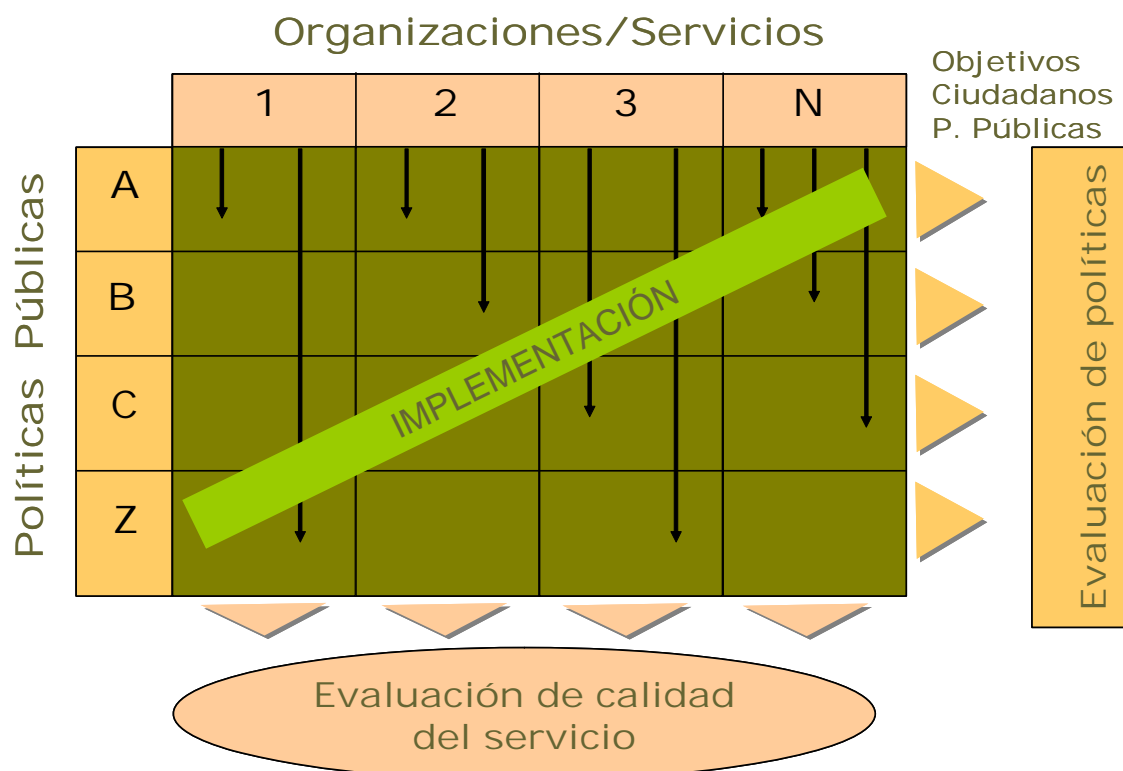 Organizaciones/Servicios
Objetivos
Ciudadanos
P. Públicas
1 2 3 N
Políticas Públicas
A
B
C
Z
IMPLEMENTACIÓN
Evaluación de políticas
Evaluación de calidad
del servicio